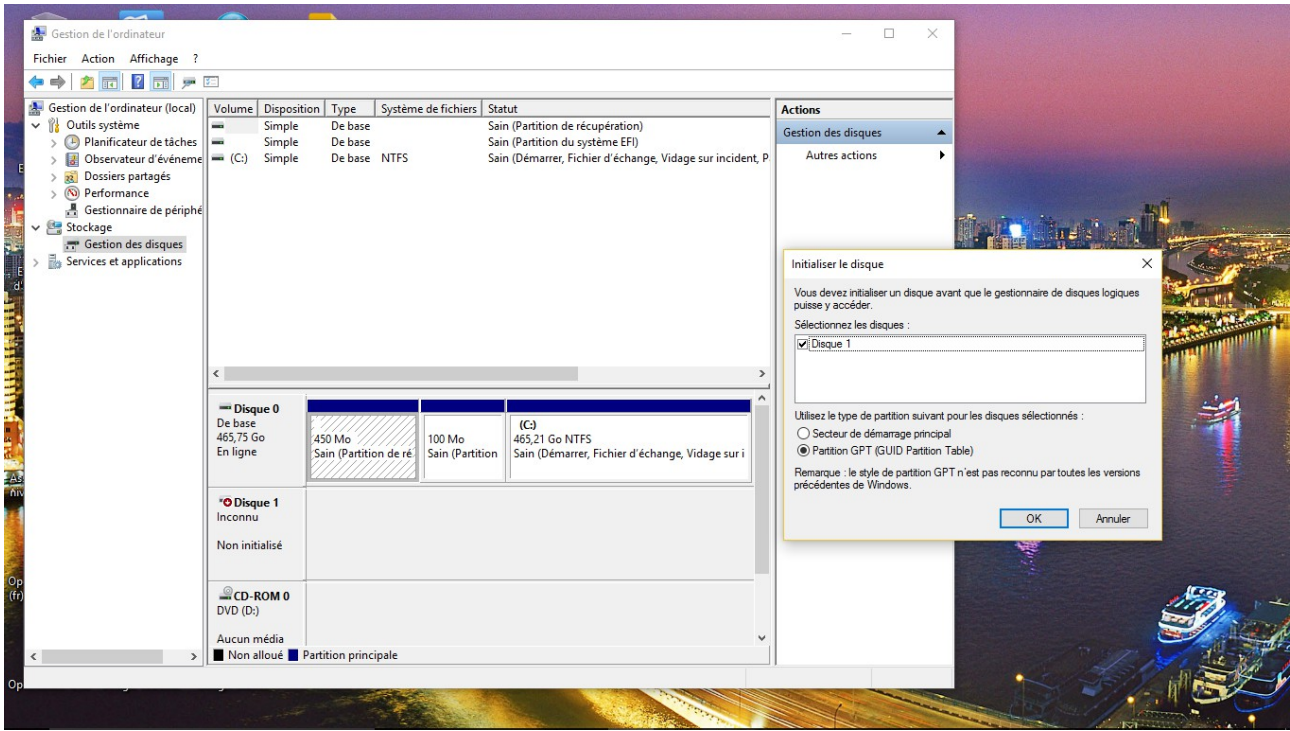 Gestion de l'ordinateur
Fichier Action Affichage ?
Gestion de l'ordinateur (local)
Outils système
Planificateur de tâches
Observateur d'événeme
Dossiers partagés
Performance
Gestionnaire de périphé
Stockage
Gestion des disques
Services et applications
Volume Disposition Type Système de fichiers Statut
Simple De base Sain (Partition de récupération)
Simple De base Sain (Partition du système EFI)
(C:) Simple De base NTFS Sain (Démarrer, Fichier d'échange, Vidage sur incident, P
Actions
Gestion des disques
Autres actions
Initialiser le disque
Vous devez initialiser un disque avant que le gestionnaire de disques logiques
puisse y accéder.
Sélectionnez les disques :
Disque 1
Utilisez le type de partition suivant pour les disques sélectionnés :
Secteur de démarrage principal
Partition GPT (GUID Partition Table)
Remarque : le style de partition GPT n'est pas reconnu par toutes les versions
précédentes de Windows.
OK Annuler
Disque 0
De base
465,75 Go
En ligne
450 Mo
Sain (Partition de ré
100 Mo
Sain (Partition
(C:)
465,21 Go NTFS
Sain (Démarrer, Fichier d'échange, Vidage sur i
Disque 1
Inconnu
Non initialisé
CD-ROM 0
DVD (D:)
Aucun média
Non alloué Partition principale
Op
(fr)
Op